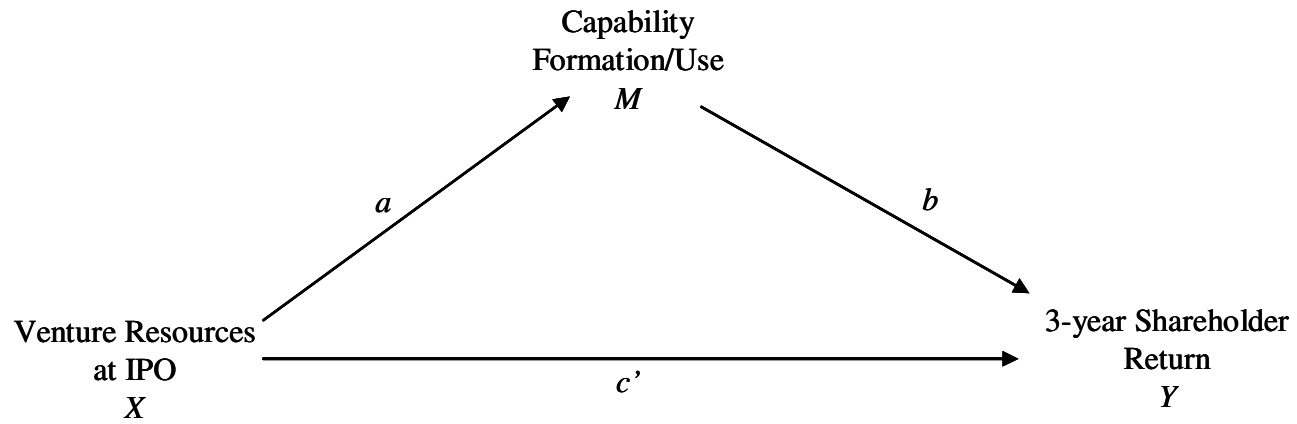 Capability
Formation/Use
M
a
b
Venture Resources
at IPO
X
c’
3-year Shareholder
Return
Y